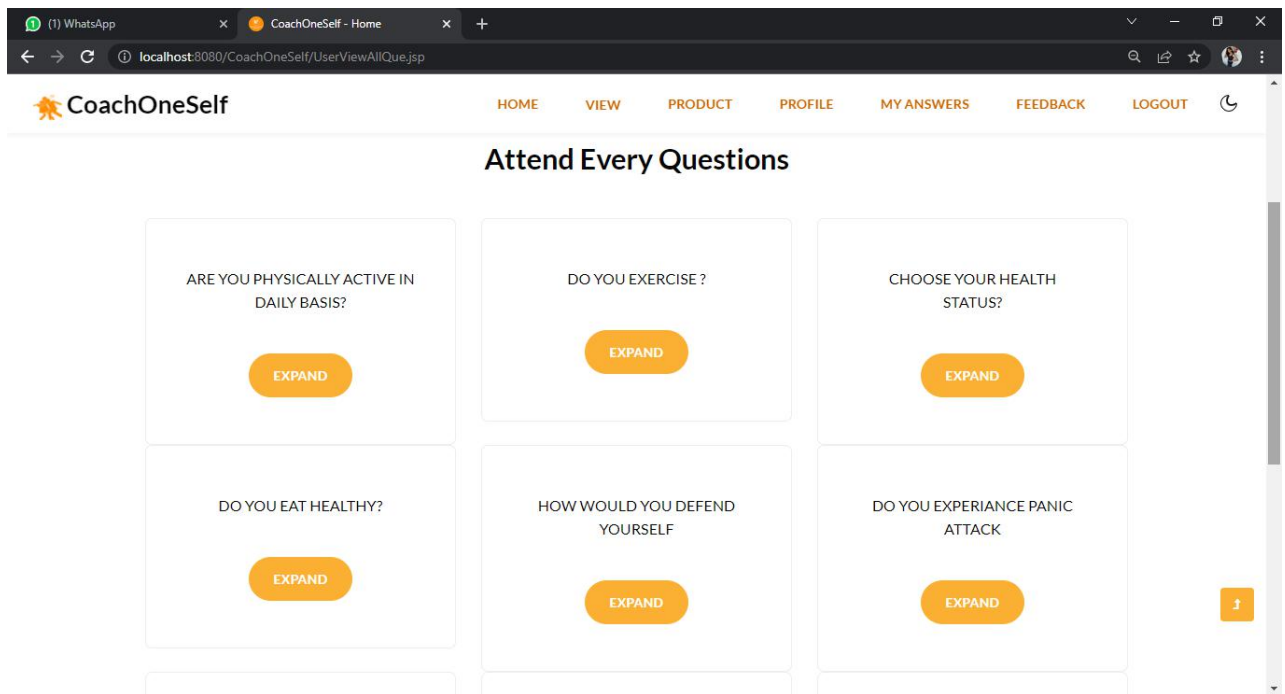 (1) WhatsApp
CoachOneSelf - Home
localhost:8080/CoachOneSelf/UserViewAllQue.jsp
CoachOneSelf
HOME VIEW PRODUCT PROFILE MY ANSWERS FEEDBACK LOGOUT
Attend Every Questions
ARE YOU PHYSICALLY ACTIVE IN
DAILY BASIS?
EXPAND
DO YOU EXERCISE ?
EXPAND
CHOOSE YOUR HEALTH
STATUS?
EXPAND
DO YOU EAT HEALTHY?
EXPAND
HOW WOULD YOU DEFEND
YOURSELF
EXPAND
DO YOU EXPERIANCE PANIC
ATTACK
EXPAND